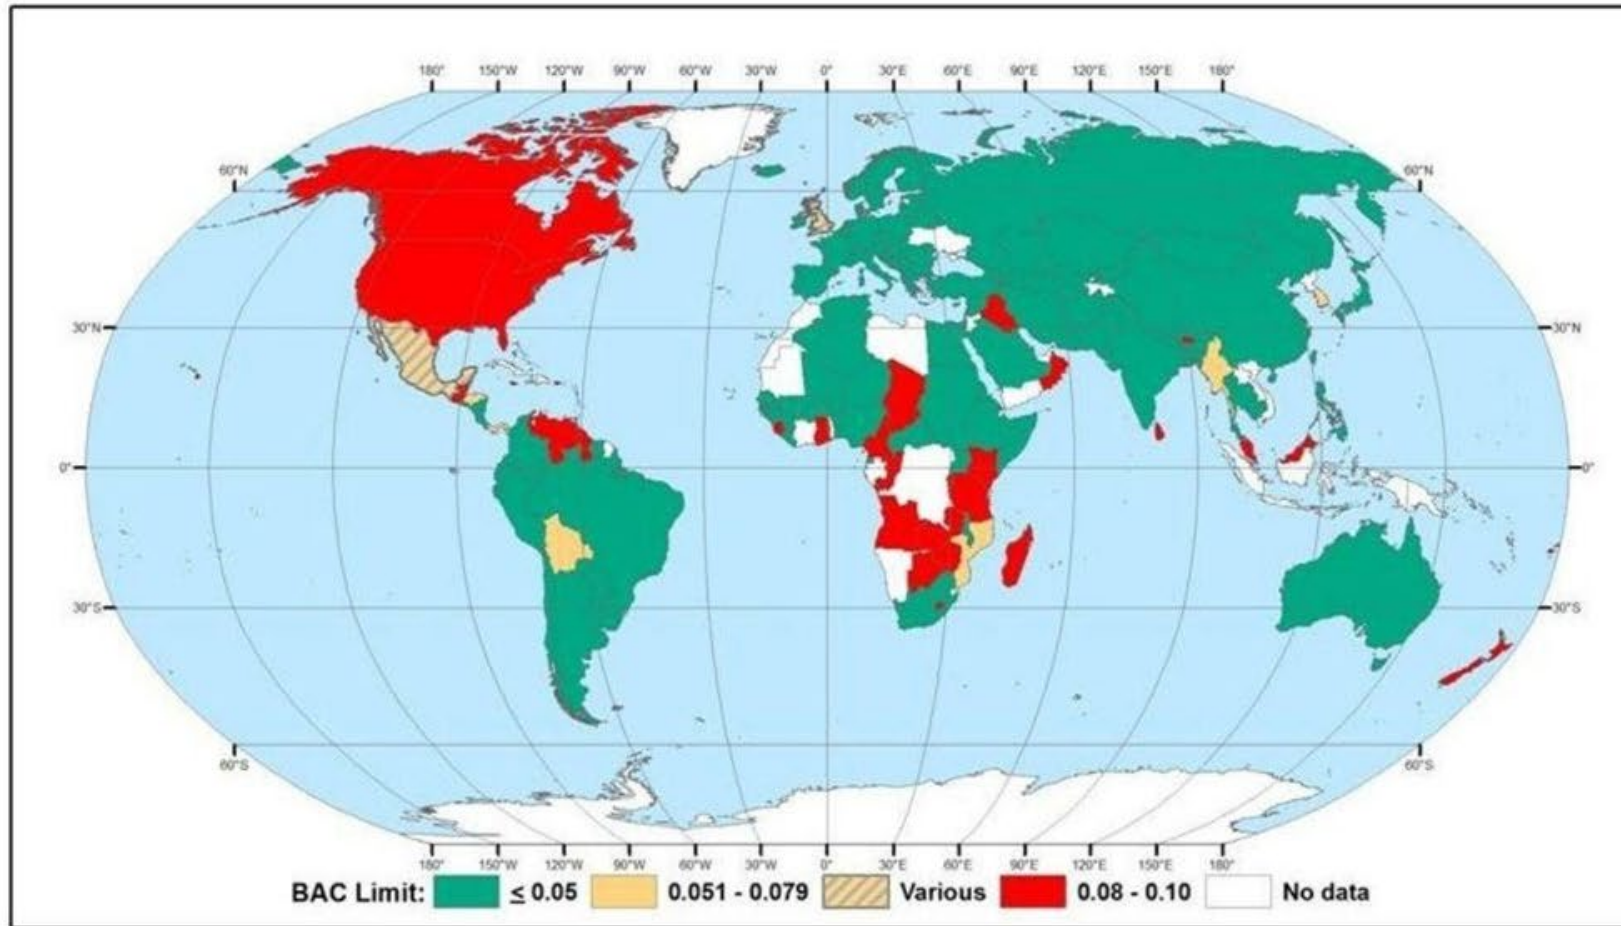 180° 150°W 120°W 90°W 60°W 30°W 0° 30°E 60°E 90°E 120°E 150°E 180°
60°N 60°N
30°N 30°N
0° 0°
30°S 30°S
60°S 60°S
180° 150°W 120°W 90°W 60°W 30°W 0° 30°E 60°E 90°E 120°E 150°E 180°
BAC Limit: ≤ 0.05 0.051 - 0.079 Various 0.08 - 0.10 No data